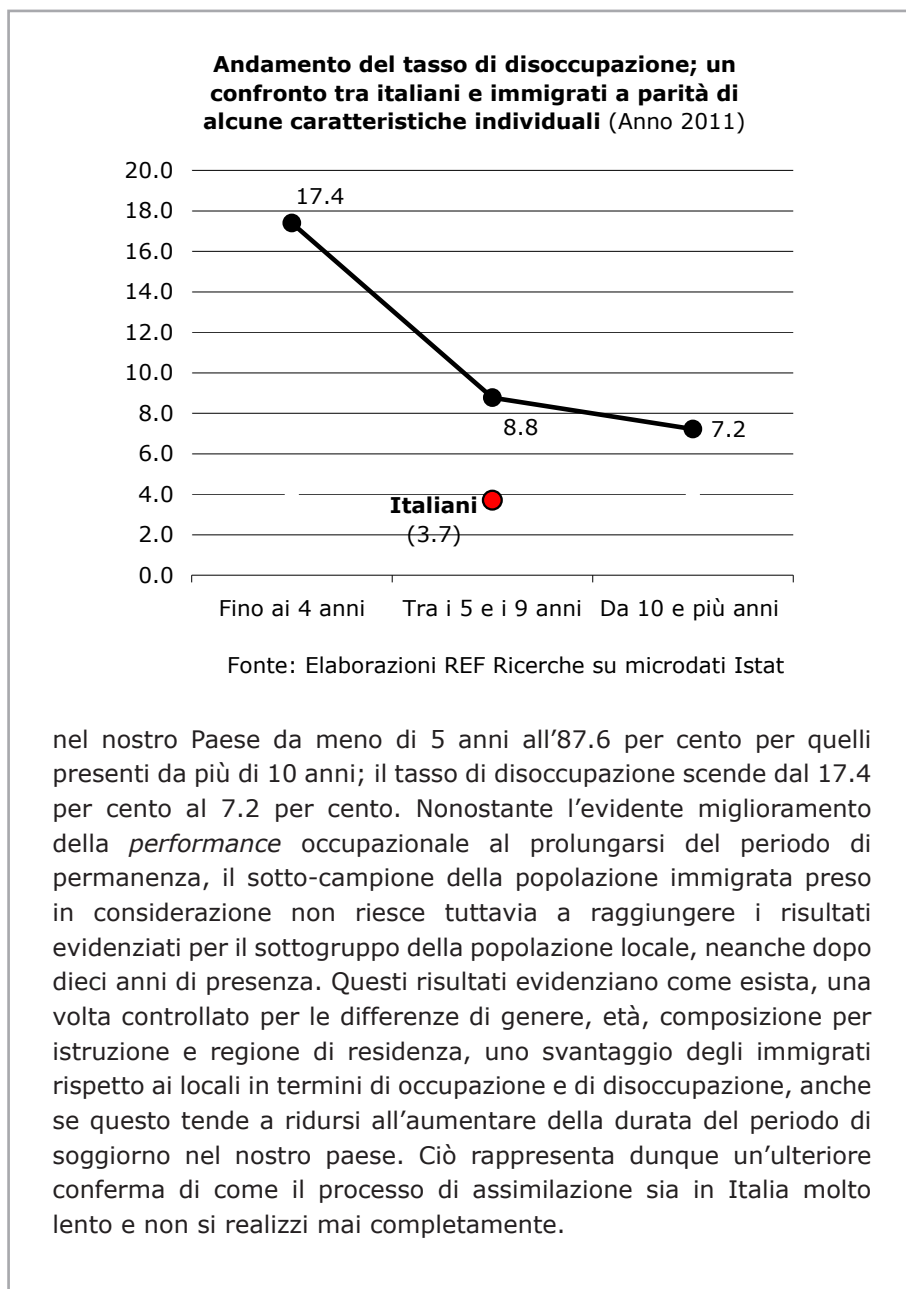 Andamento del tasso di disoccupazione; un
confronto tra italiani e immigrati a parità di
alcune caratteristiche individuali (Anno 2011)
20.0
17.4
18.0
16.0
14.0
12.0
10.0
8.0
8.8
7.2
6.0
4.0
Italiani
(3.7)
2.0
0.0
Fino ai 4 anni Tra i 5 e i 9 anni Da 10 e più anni
Fonte: Elaborazioni REF Ricerche su microdati Istat
nel nostro Paese da meno di 5 anni all'87.6 per cento per quelli
presenti da più di 10 anni; il tasso di disoccupazione scende dal 17.4
per cento al 7.2 per cento. Nonostante l'evidente miglioramento
della performance occupazionale al prolungarsi del periodo di
permanenza, il sotto-campione della popolazione immigrata preso
in considerazione non riesce tuttavia a raggiungere i risultati
evidenziati per il sottogruppo della popolazione locale, neanche dopo
dieci anni di presenza. Questi risultati evidenziano come esista, una
volta controllato per le differenze di genere, età, composizione per
istruzione e regione di residenza, uno svantaggio degli immigrati
rispetto ai locali in termini di occupazione e di disoccupazione, anche
se questo tende a ridursi all'aumentare della durata del periodo di
soggiorno nel nostro paese. Ciò rappresenta dunque un'ulteriore
conferma di come il processo di assimilazione sia in Italia molto
lento e non si realizzi mai completamente.